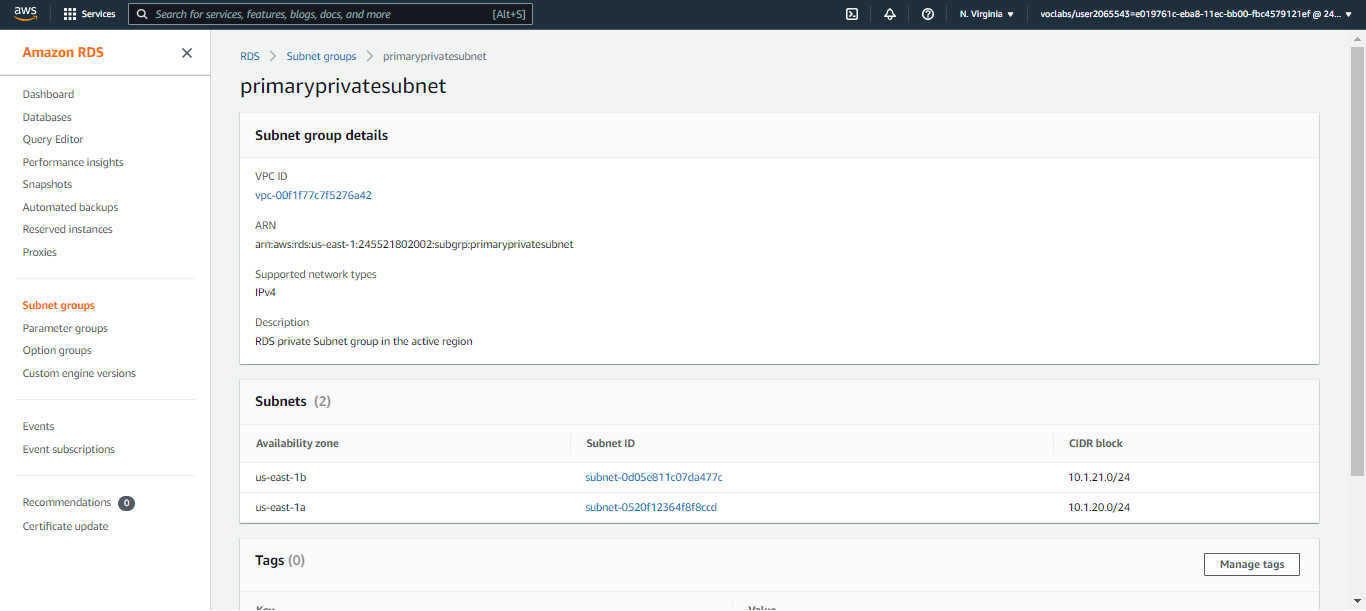 aws
Services
Search for services, features, blogs, docs, and more [Alt+S]
N. Virginia
voclabs/user2065543=e019761c-eba8-11ec-bb00-fbc4579121ef @ 24...
Amazon RDS
Dashboard
Databases
Query Editor
Performance insights
Snapshots
Automated backups
Reserved instances
Proxies
Subnet groups
Parameter groups
Option groups
Custom engine versions
Events
Event subscriptions
Recommendations 0
Certificate update
RDS > Subnet groups > primaryprivatesubnet
primaryprivatesubnet
Subnet group details
VPC ID
vpc-00f1f77c7f5276a42
ARN
arn:aws:rds:us-east-1:245521802002:subgrp:primaryprivatesubnet
Supported network types
IPv4
Description
RDS private Subnet group in the active region
Subnets (2)
Availability zone Subnet ID CIDR block
us-east-1b subnet-0d05e811c07da477c 10.1.21.0/24
us-east-1a subnet-0520f12364f8f8ccd 10.1.20.0/24
Tags (0)
Manage tags
Key Value